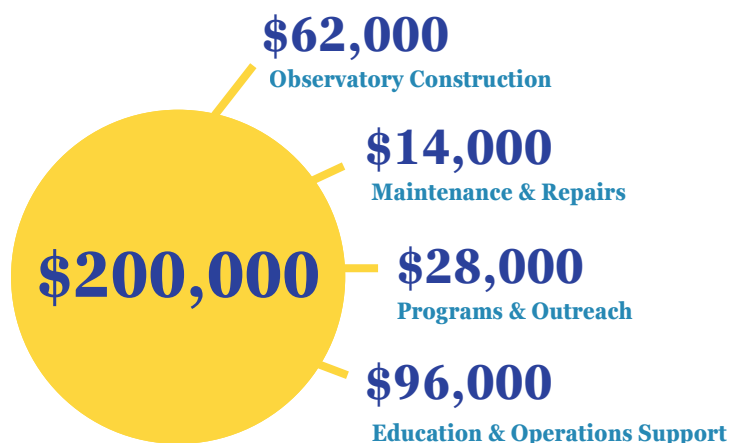 $62,000
Observatory Construction
$14,000
Maintenance & Repairs
$200,000
$28,000
Programs & Outreach
$96,000
Education & Operations Support